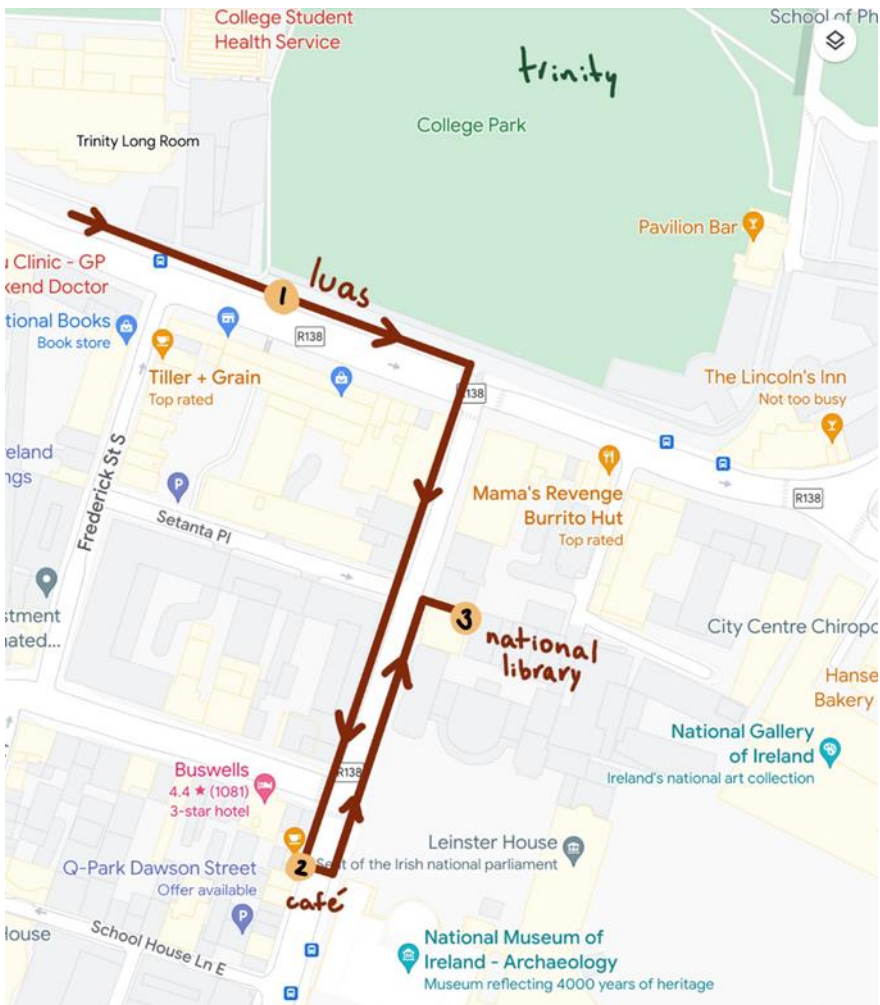 College Student
Health Service
School of Ph
trinity
College Park
Trinity Long Room
Pavilion Bar
Clinic - GP
kend Doctor
1
luas
R138
tional Books
Book store
Tiller + Grain
Top rated
The Lincoln's Inn
Not too busy
138
eland
ngs
P
Frederick St S
Setanta Pl
Mama's Revenge
Burrito Hut
Top rated
R138
stment
nated...
3
national
library
City Centre Chiropo
Hanse
Bakery
National Gallery
of Ireland
Ireland's national art collection
Buswells
4.4 ★ (1081)
3-star hotel
R138
Leinster House
Seat of the Irish national parliament
Q-Park Dawson Street
Offer available
P
2
café
House
School House Ln E
National Museum of
Ireland - Archaeology
Museum reflecting 4000 years of heritage